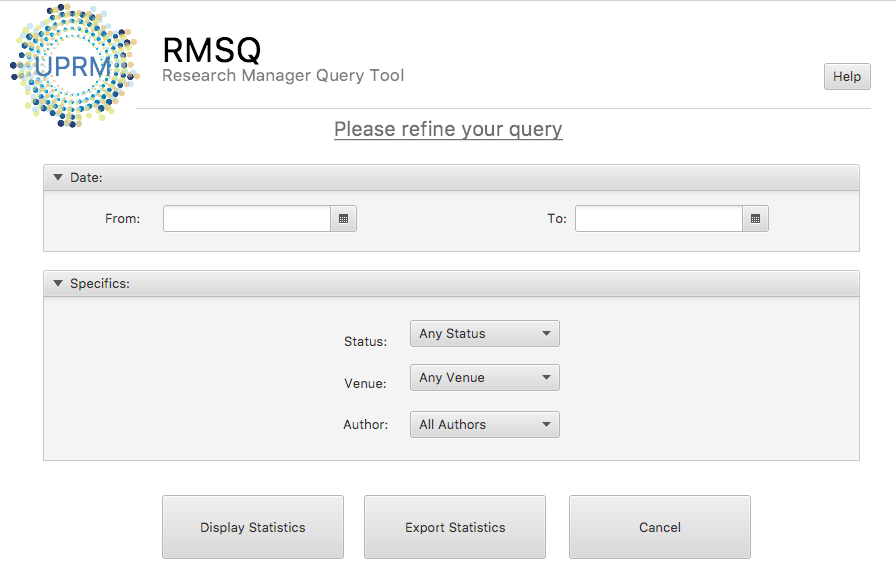 UPRM
RMSQ
Research Manager Query Tool
Help
Please refine your query
Date:
From:
To:
Specifics:
Status: Any Status
Venue: Any Venue
Author: All Authors
Display Statistics
Export Statistics
Cancel